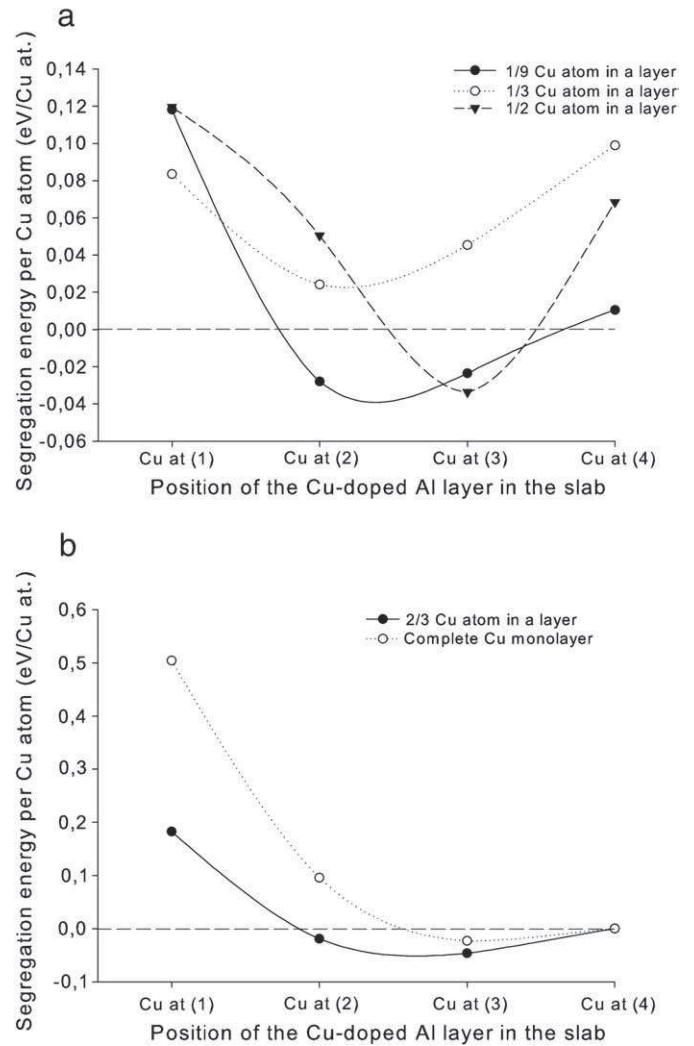 a
Segregation energy per Cu atom (eV/Cu at.)
0,14
0,12
0,10
0,08
0,06
0,04
0,02
0,00
-0,02
-0,04
-0,06
1/9 Cu atom in a layer
1/3 Cu atom in a layer
1/2 Cu atom in a layer
Cu at (1) Cu at (2) Cu at (3) Cu at (4)
Position of the Cu-doped Al layer in the slab
b
Segregation energy per Cu atom (eV/Cu at.)
0,6
0,5
0,4
0,3
0,2
0,1
0,0
-0,1
2/3 Cu atom in a layer
Complete Cu monolayer
Cu at (1) Cu at (2) Cu at (3) Cu at (4)
Position of the Cu-doped Al layer in the slab